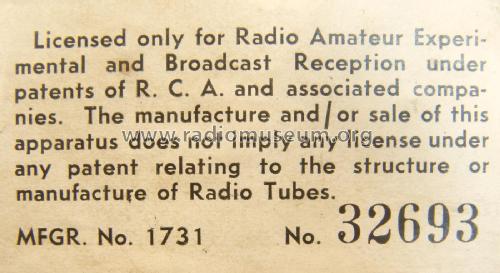 Licensed only for Radio Amateur Experi-
mental and Broadcast Reception under
patents of R. C. A. and associated compa-
nies. The manufacture and/or sale of this
www.radiomuseum.org
apparatus does not imply any license under
any patent relating to the structure or
manufacture of Radio Tubes.
MFGR. No. 1731 No. 32693